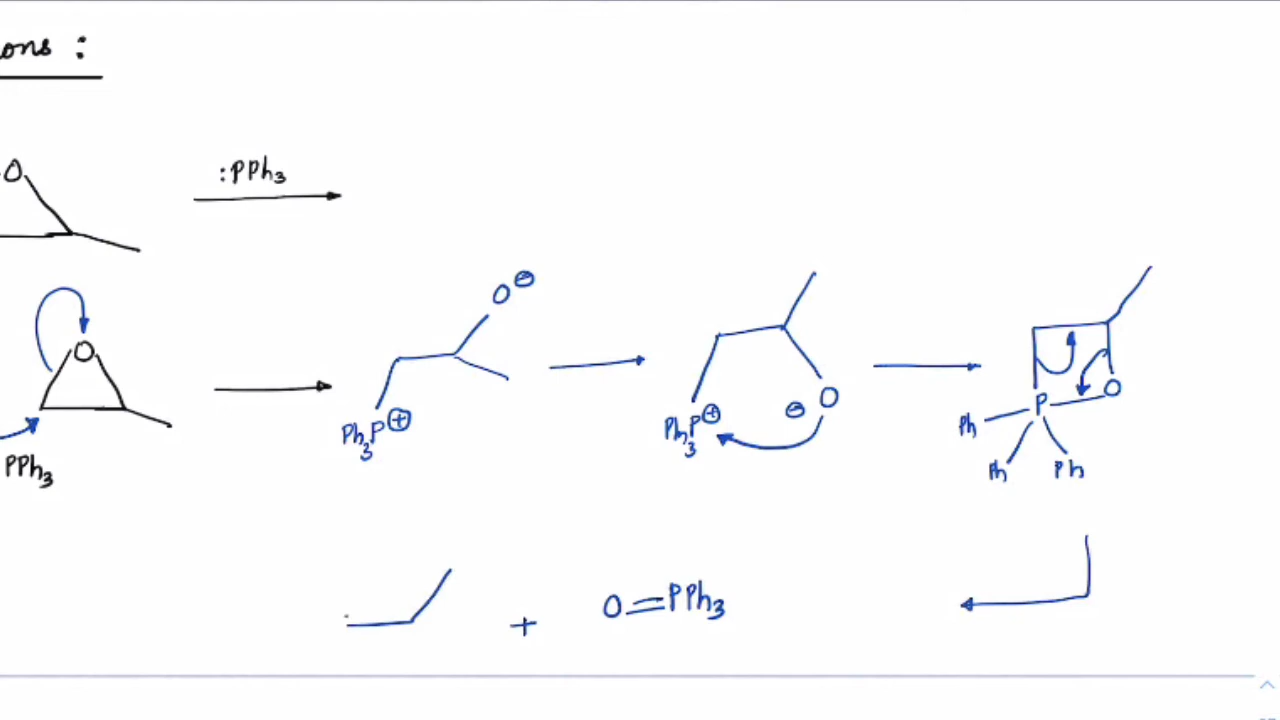 ons :
O
:PPh₃
O
PPh₃
O⊖
Ph₃P⊕
O ⊖
Ph₃P⊕
P O
Ph
Ph Ph
+ O=PPh₃